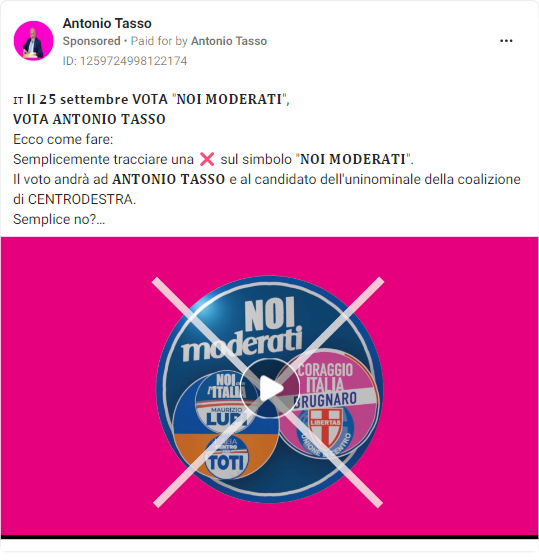 Antonio Tasso
Sponsored • Paid for by Antonio Tasso
ID: 1259724998122174
IT Il 25 settembre VOTA "NOI MODERATI",
VOTA ANTONIO TASSO
Ecco come fare:
Semplicemente tracciare una ❌ sul simbolo "NOI MODERATI".
Il voto andrà ad ANTONIO TASSO e al candidato dell'uninominale della coalizione
di CENTRODESTRA.
Semplice no?...
NOI
moderati
NOI
L'ITALIA
MAURIZIO
LUPI
ITALIA
CENTRO
TOTI
CORAGGIO
ITALIA
BRUGNARO
LIBERTAS
UNIONE DI CENTRO